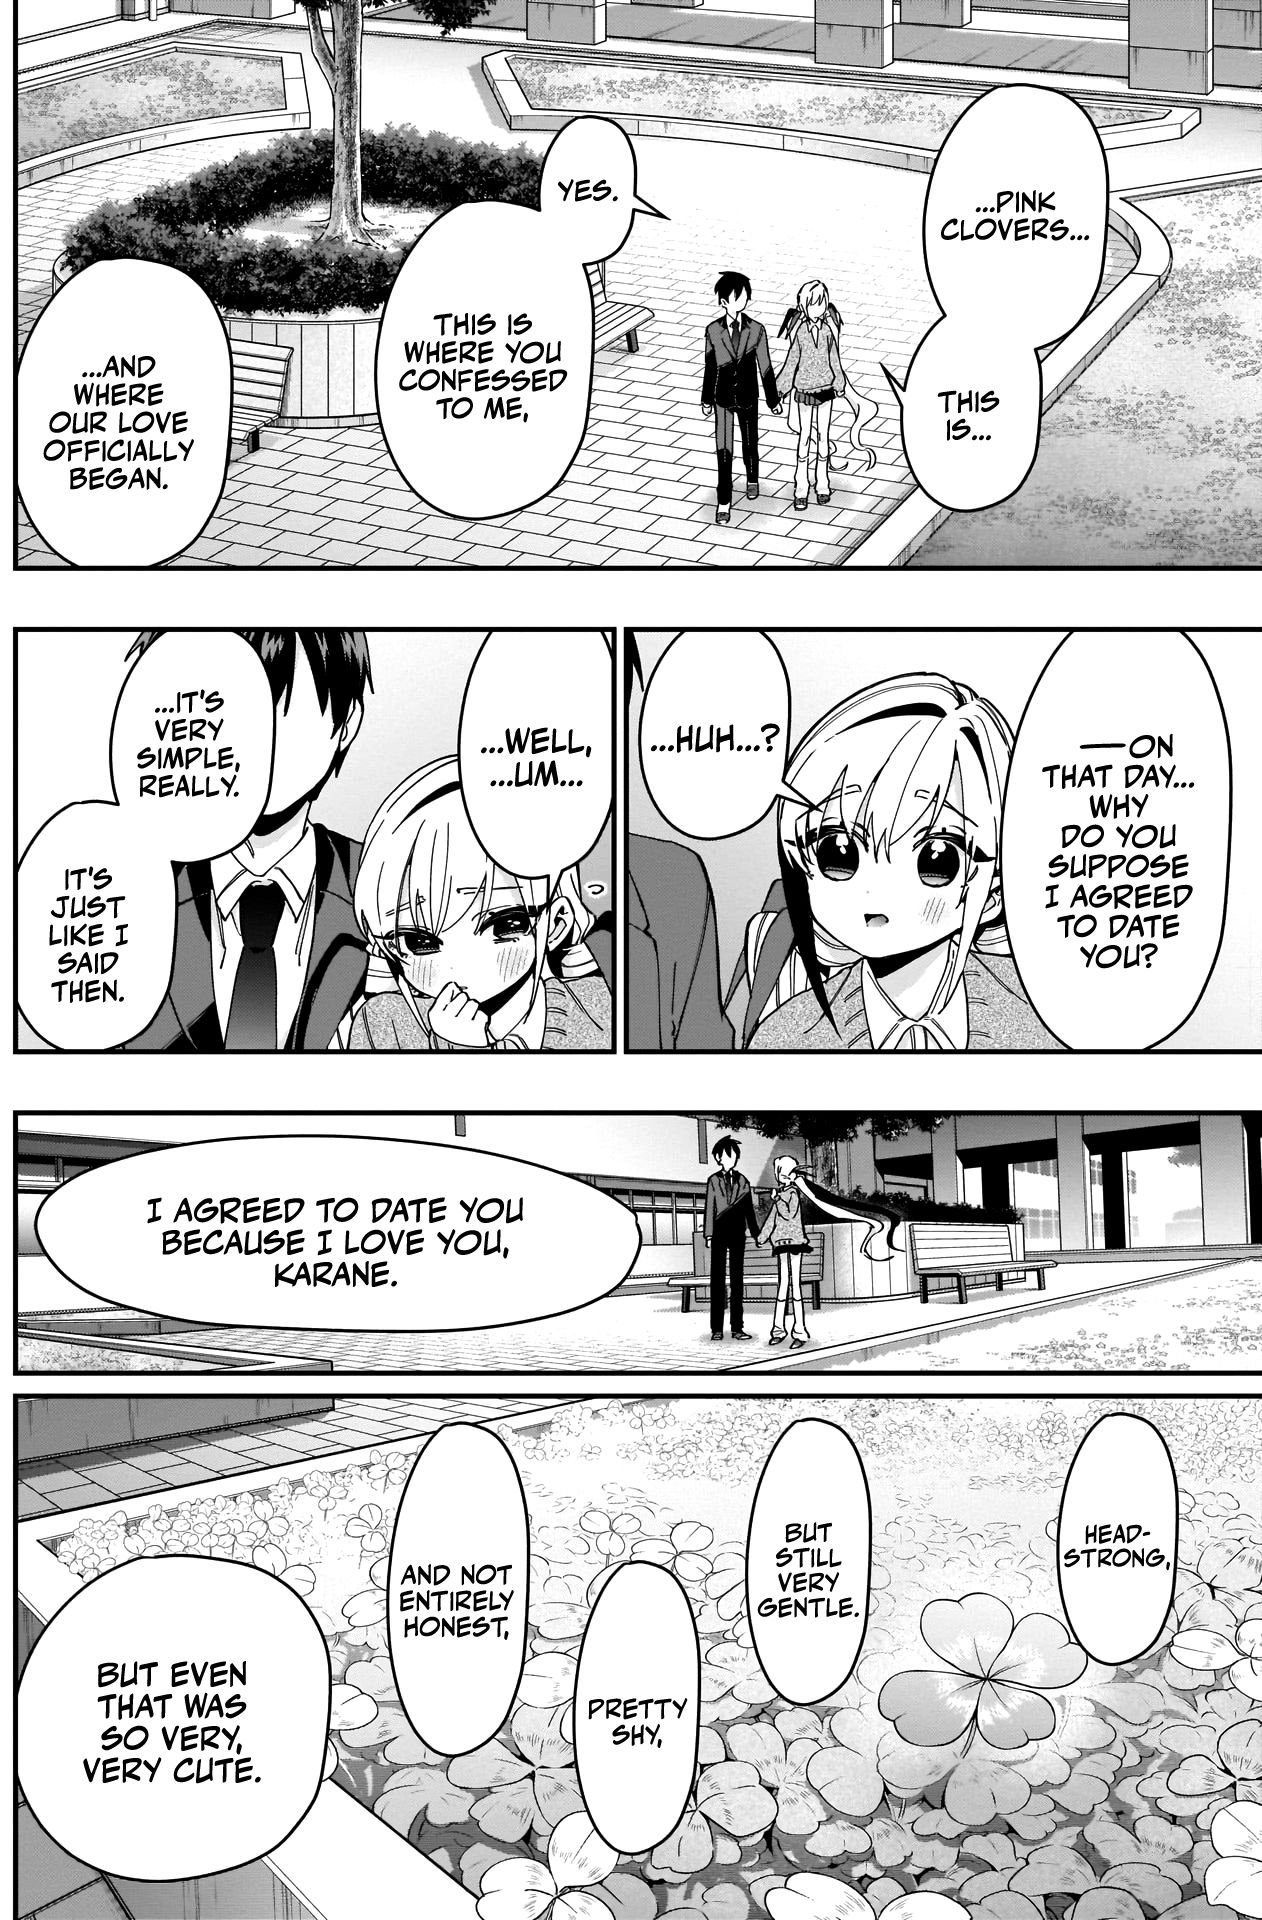 ...PINK
CLOVERS...
THIS
IS...
YES.
THIS IS
WHERE YOU
CONFESSED
TO ME,
...AND
WHERE
OUR LOVE
OFFICIALLY
BEGAN.
—ON
THAT DAY...
WHY
DO YOU
SUPPOSE
I AGREED
TO DATE
YOU?
...HUH...?
...WELL,
...UM...
...IT'S
VERY
SIMPLE,
REALLY.
IT'S
JUST
LIKE I
SAID
THEN.
I AGREED TO DATE YOU
BECAUSE I LOVE YOU,
KARANE.
HEAD-
STRONG,
BUT
STILL
VERY
GENTLE.
PRETTY
SHY,
AND NOT
ENTIRELY
HONEST,
BUT EVEN
THAT WAS
SO VERY,
VERY CUTE.